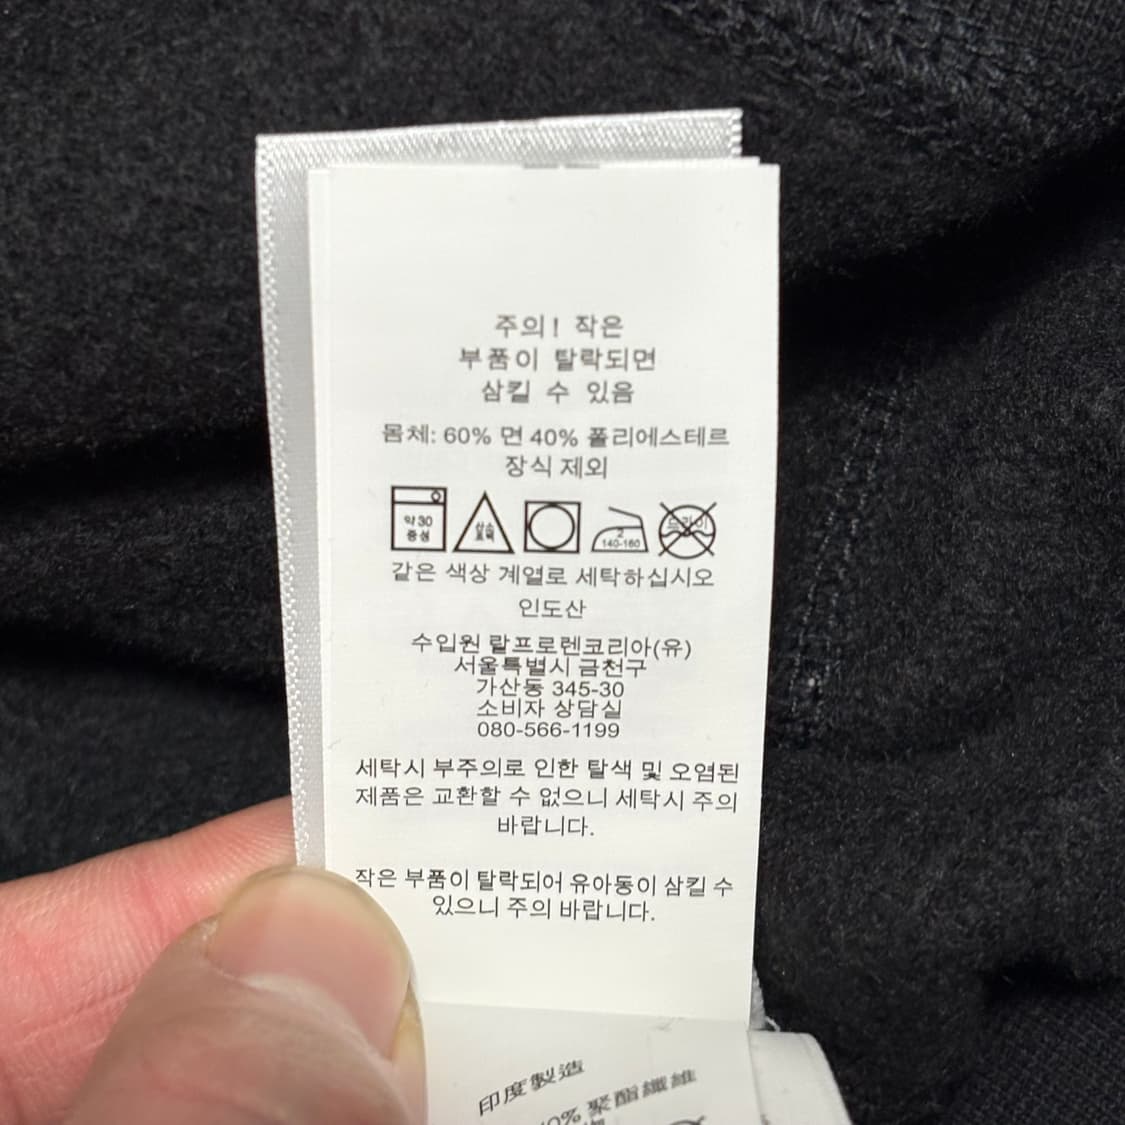 주의! 작은
부품이 탈락되면
삼킬 수 있음
몸체: 60% 면 40% 폴리에스테르
장식 제외
약 30
중성
산소
표백
2
140-160
드라이
같은 색상 계열로 세탁하십시오
인도산
수입원 랄프로렌코리아(유)
서울특별시 금천구
가산동 345-30
소비자 상담실
080-566-1199
세탁시 부주의로 인한 탈색 및 오염된
제품은 교환할 수 없으니 세탁시 주의
바랍니다.
작은 부품이 탈락되어 유아동이 삼킬 수
있으니 주의 바랍니다.
印度製造
0% 聚酯纖維